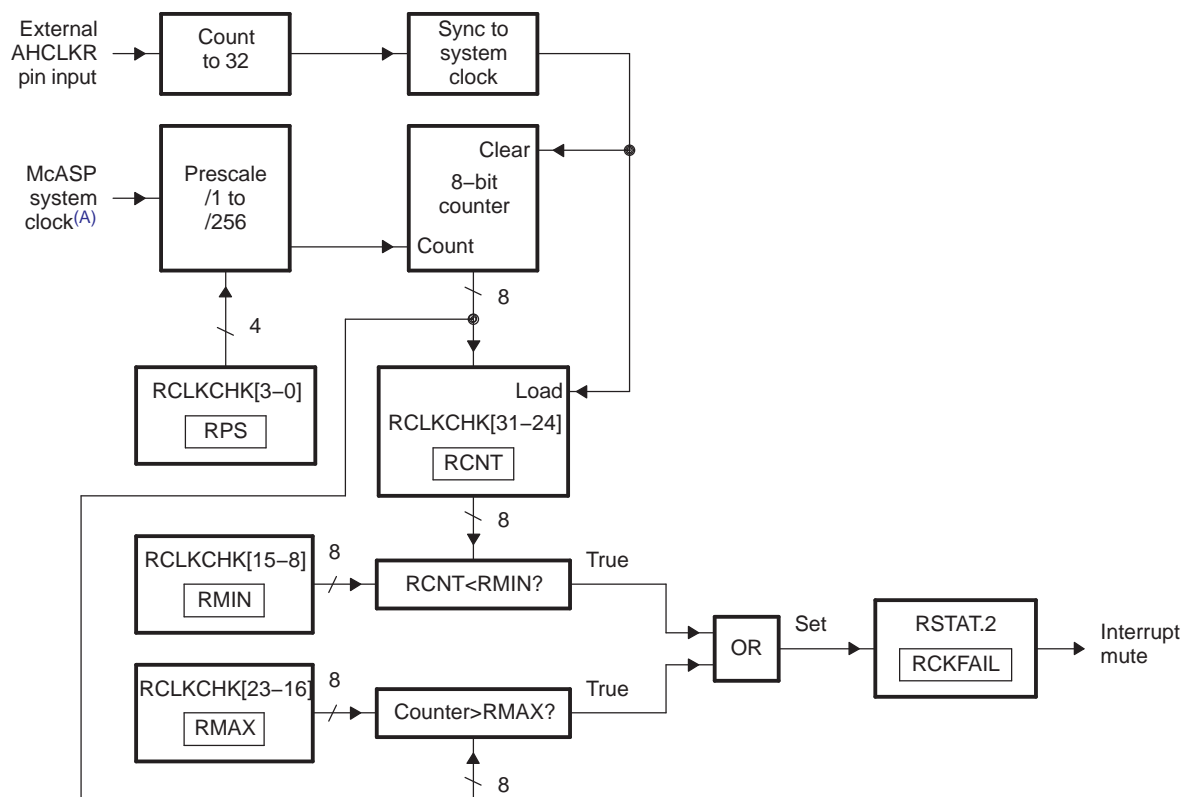 External
AHCLKR
pin input
Count
to 32
Sync to
system
clock
McASP
system
clock(A)
Prescale
/1 to
/256
Clear
8–bit
counter
Count
8
4
RCLKCHK[3–0]
RPS
Load
RCLKCHK[31–24]
RCNT
8
RCLKCHK[15–8]
RMIN
8
RCNT<RMIN?
True
OR
Set
RSTAT.2
RCKFAIL
Interrupt
mute
RCLKCHK[23–16]
RMAX
8
Counter>RMAX?
True
8